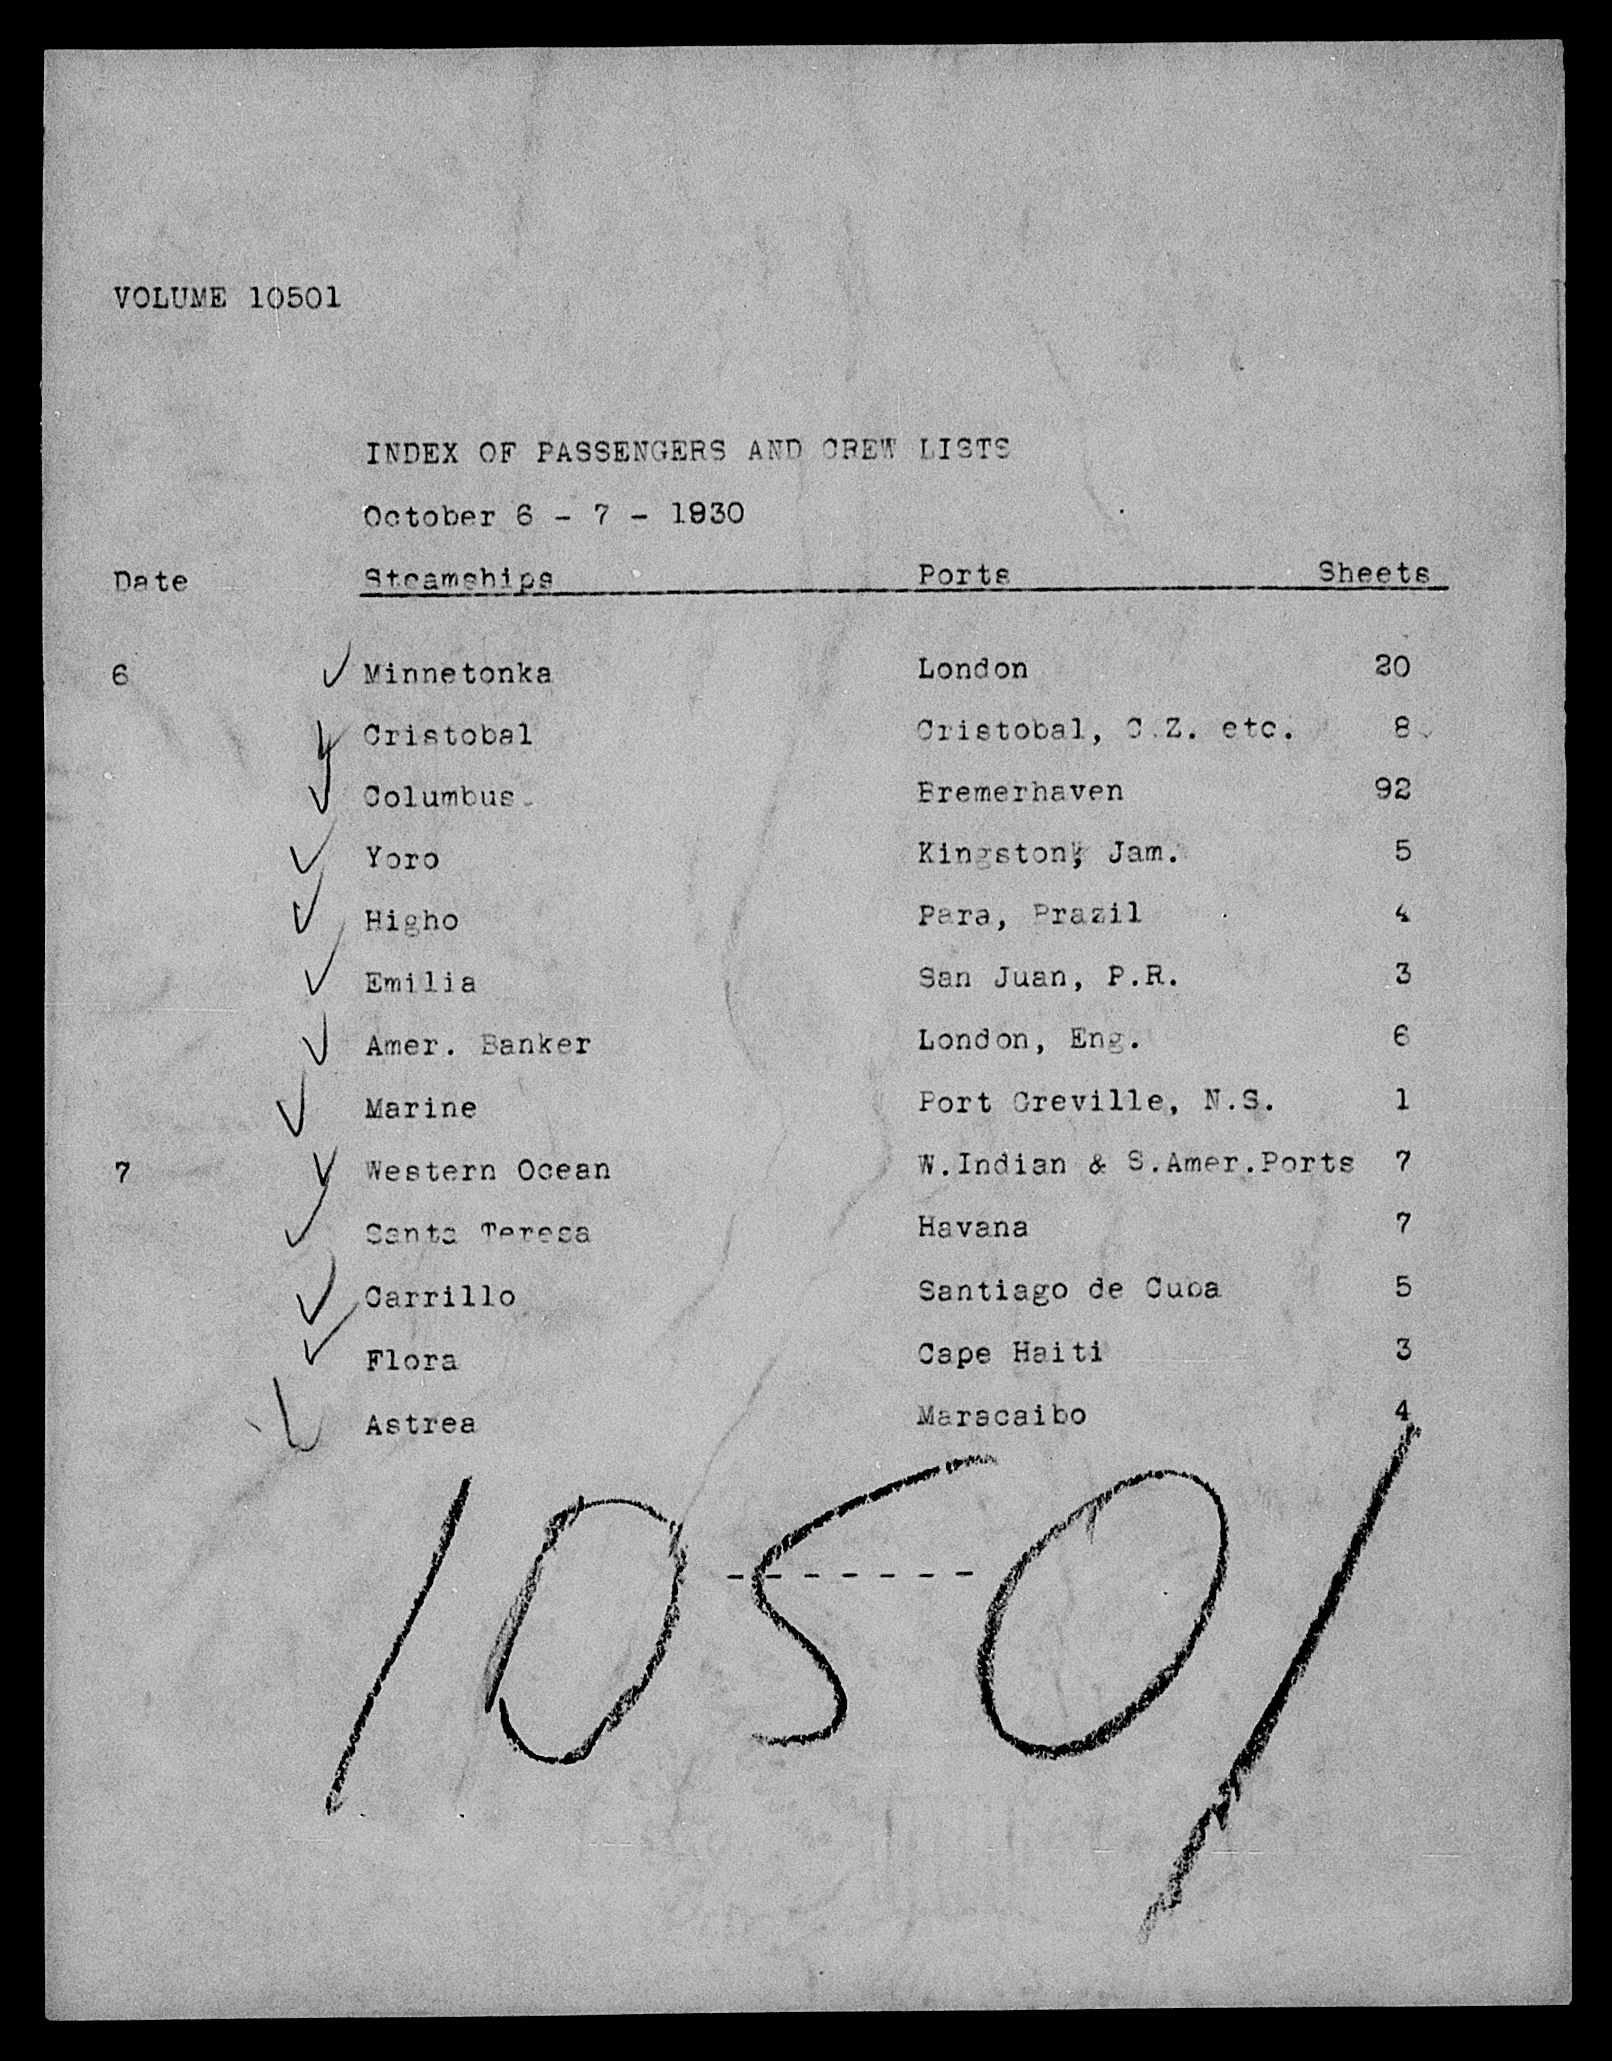 VOLUME 10501
INDEX OF PASSENGERS AND CREW LISTS
October 6 - 7 - 1930
Date Steamships Ports Sheets
6 ✓ Minnetonka London 20
✓ Cristobal Cristobal, C.Z. etc. 8
✓ Columbus. Bremerhaven 92
✓ Yoro Kingston, Jam. 5
✓ Higho Para, Brazil 4
✓ Emilia San Juan, P.R. 3
✓ Amer. Banker London, Eng. 6
✓ Marine Port Greville, N.S. 1
7 ✓ Western Ocean W.Indian & S.Amer.Ports 7
✓ Santa Teresa Havana 7
✓ Carrillo Santiago de Cuba 5
✓ Flora Cape Haiti 3
✓ Astrea Maracaibo 4
-------
10501